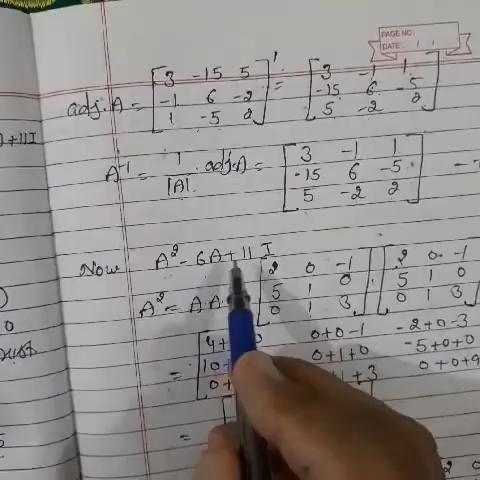 PAGE NO:
DATE: / /
adj. A = [3 -15 5; -1 6 -2; 1 -5 2]' = [3 -1 1; -15 6 -5; 5 -2 2]
)+11I
A⁻¹ = 1/|A|. adj.A = [3 -1 1; -15 6 -5; 5 -2 2]
Now A² - 6A + 11 I
A² = A A = [2 0 -1; 5 1 0; 0 1 3] [2 0 -1; 5 1 0; 0 1 3]
0+0-1 -2+0-3
= 0+1+0 -5+0+0
+3 0+0+9
=